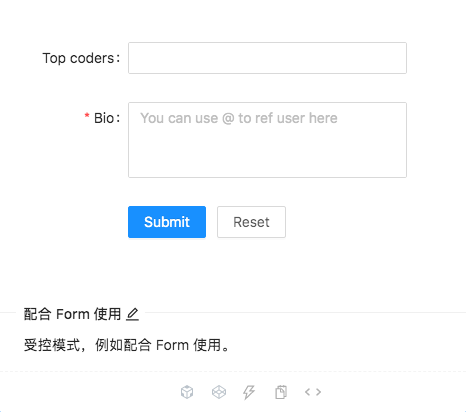 Top coders:
* Bio:
You can use @ to ref user here
Submit Reset
配合 Form 使用
受控模式，例如配合 Form 使用。